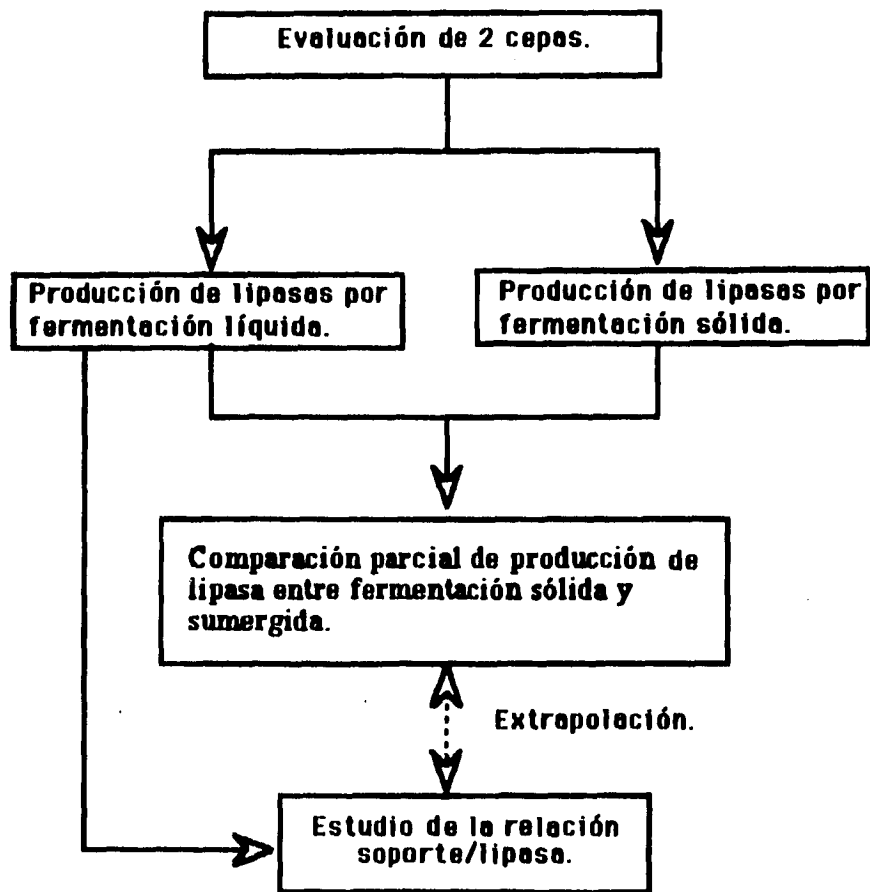 Evaluación de 2 cepas.
Producción de lipasas por
fermentación líquida.
Producción de lipasas por
fermentación sólida.
Comparación parcial de producción de
lipasa entre fermentación sólida y
sumergida.
Extrapolación.
Estudio de la relación
soporte/lipasa.